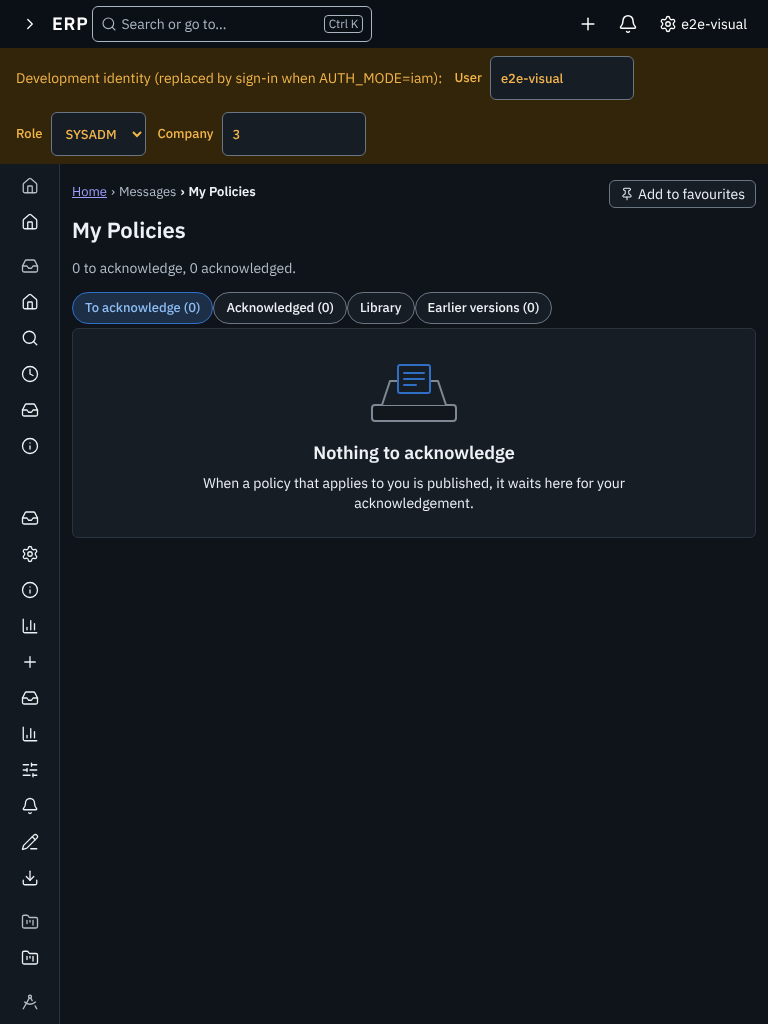 ERP
Search or go to...
Ctrl K
e2e-visual
Development identity (replaced by sign-in when AUTH_MODE=iam):
User
e2e-visual
Role
SYSADM
Company
3
Home › Messages › My Policies
Add to favourites
My Policies
0 to acknowledge, 0 acknowledged.
To acknowledge (0)
Acknowledged (0)
Library
Earlier versions (0)
Nothing to acknowledge
When a policy that applies to you is published, it waits here for your
acknowledgement.